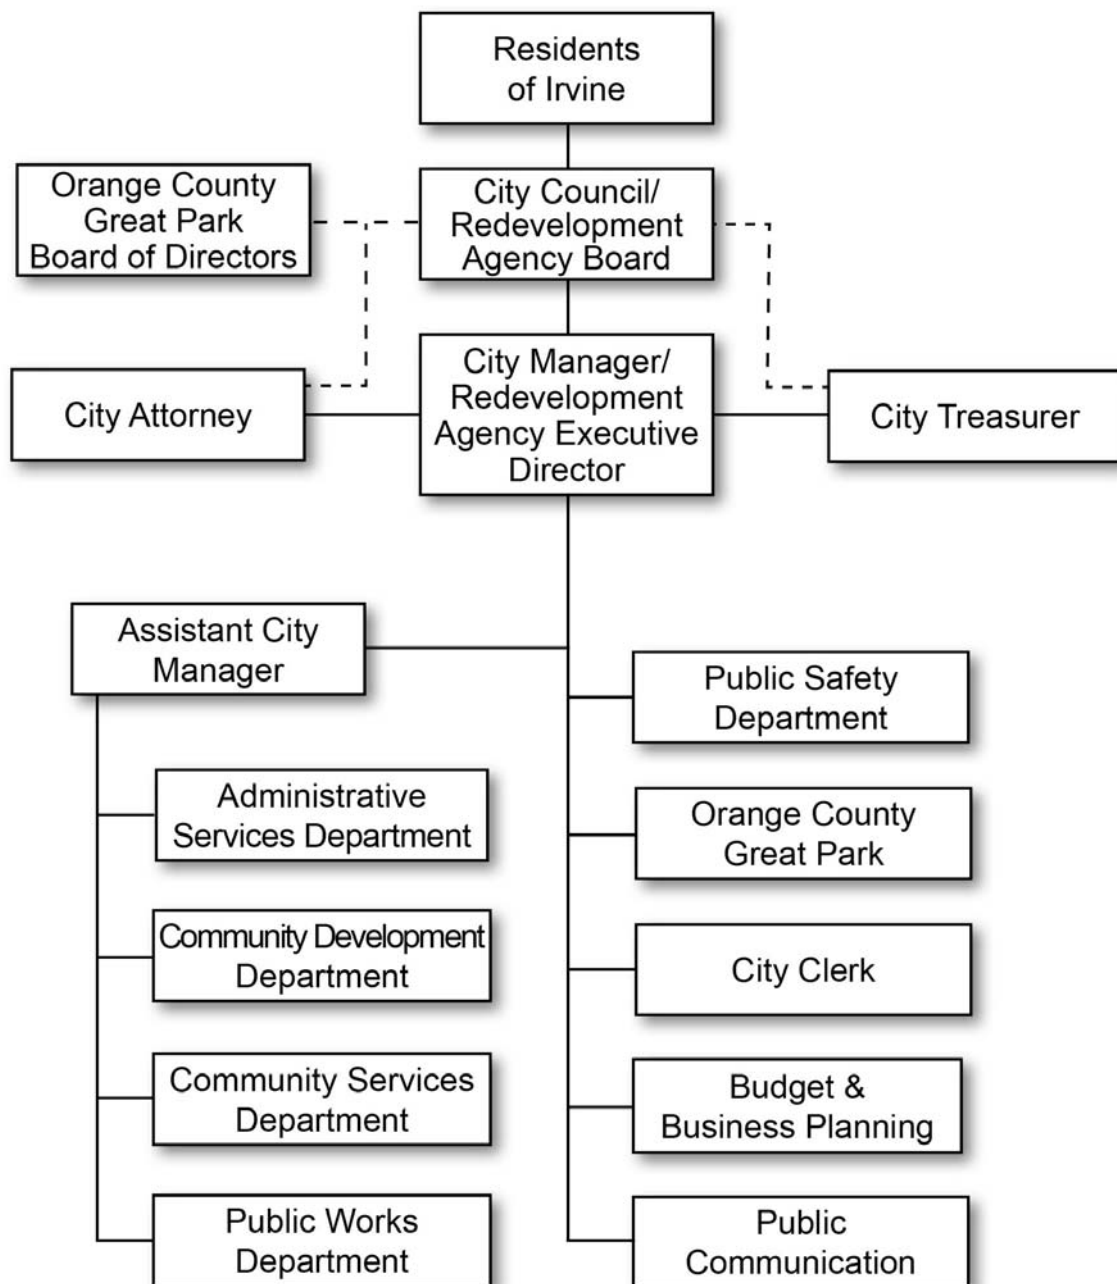 Residents
of Irvine
Orange County
Great Park
Board of Directors
City Council/
Redevelopment
Agency Board
City Attorney
City Manager/
Redevelopment
Agency Executive
Director
City Treasurer
Assistant City
Manager
Public Safety
Department
Administrative
Services Department
Orange County
Great Park
Community Development
Department
City Clerk
Community Services
Department
Budget &
Business Planning
Public Works
Department
Public
Communication